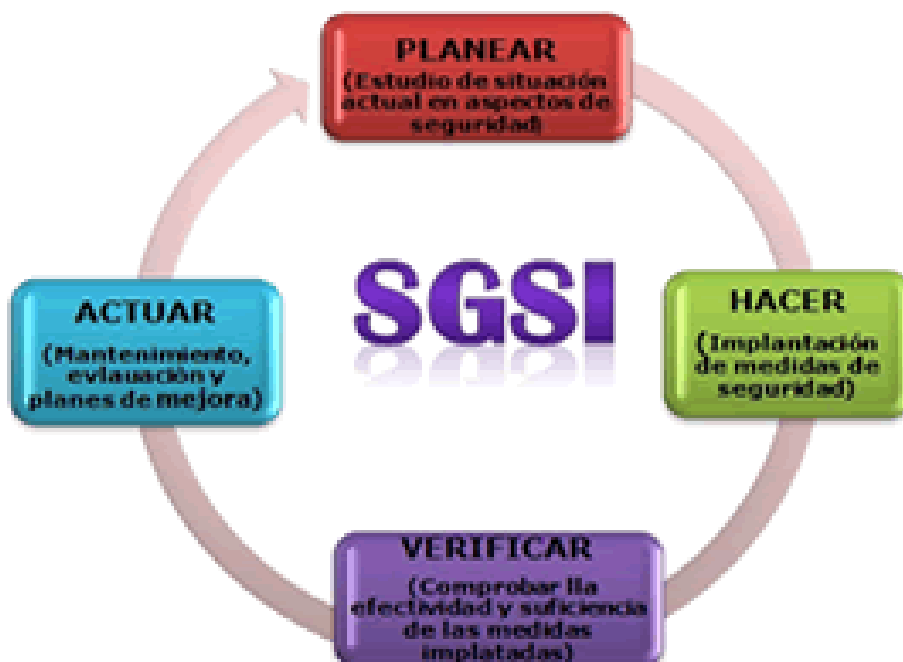 PLANEAR
(Estudio de situación
actual en aspectos de
seguridad)
SGSI
HACER
(Implantación
de medidas de
seguridad)
VERIFICAR
(Comprobar lla
efectividad y suficiencia
de las medidas
implatadas)
ACTUAR
(Mantenimiento,
evlauación y
planes de mejora)